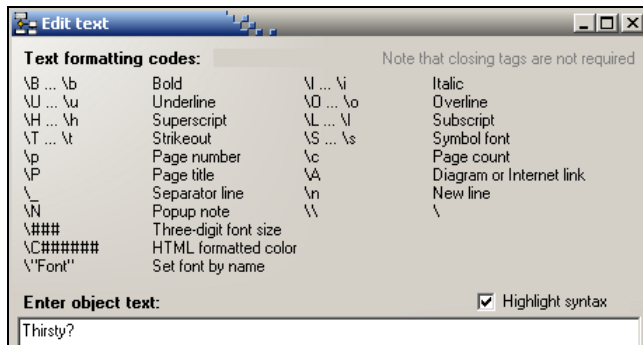 Edit text
Text formatting codes: Note that closing tags are not required
\B ... \b Bold \I ... \i Italic
\U ... \u Underline \O ... \o Overline
\H ... \h Superscript \L ... \l Subscript
\T ... \t Strikeout \S ... \s Symbol font
\p Page number \c Page count
\P Page title \A Diagram or Internet link
\_ Separator line \n New line
\N Popup note \\ \
\### Three-digit font size
\C###### HTML formatted color
\"Font" Set font by name
Enter object text: Highlight syntax
Thirsty?